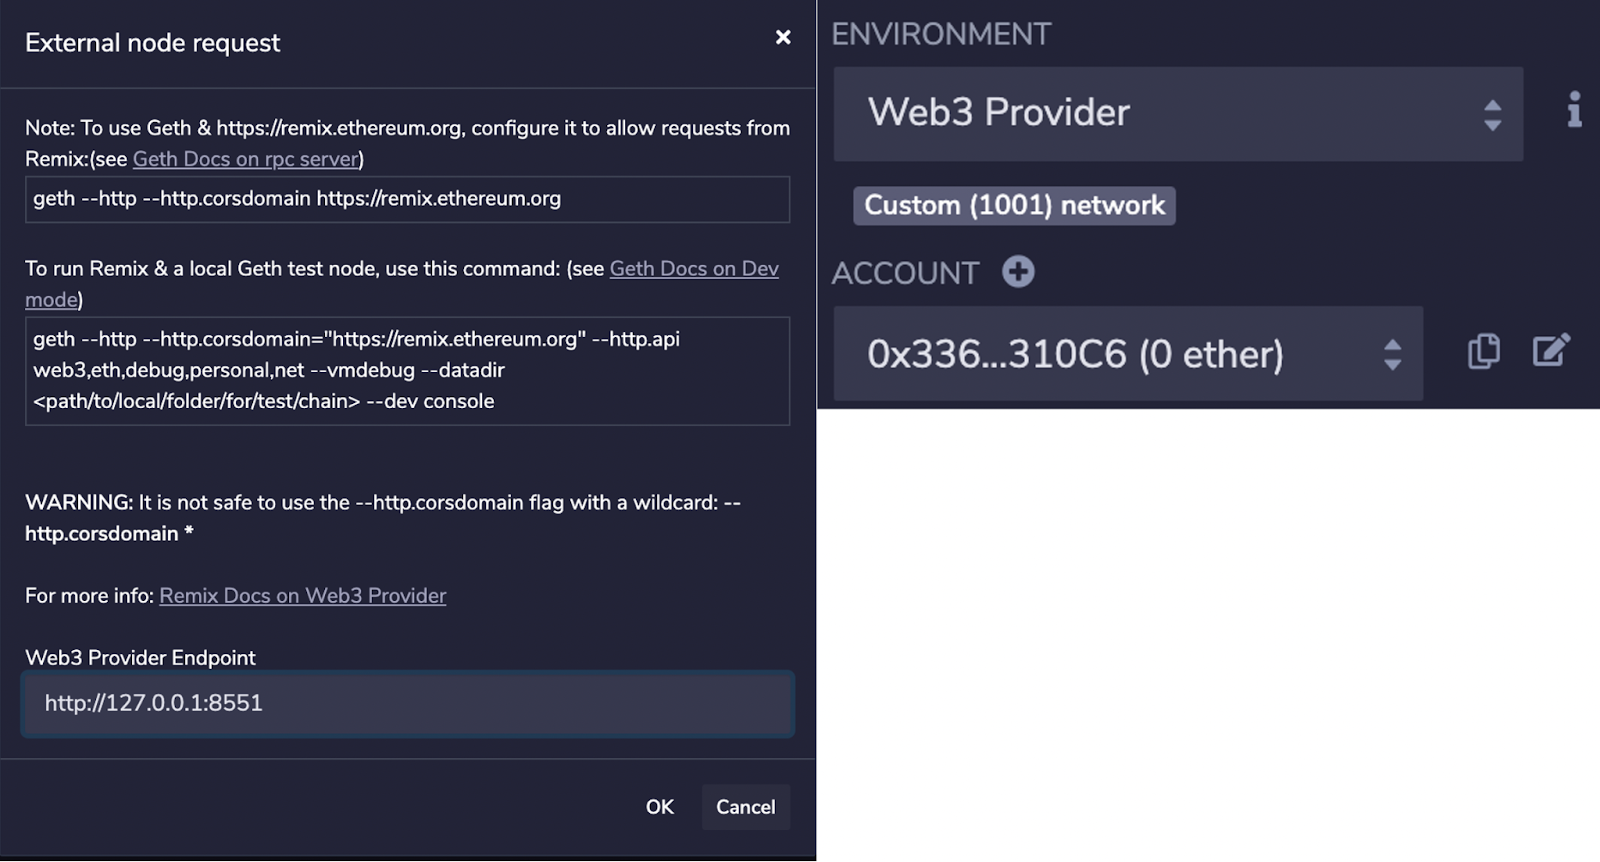 External node request
Note: To use Geth & https://remix.ethereum.org, configure it to allow requests from
Remix:(see Geth Docs on rpc server)
geth --http --http.corsdomain https://remix.ethereum.org
To run Remix & a local Geth test node, use this command: (see Geth Docs on Dev
mode)
geth --http --http.corsdomain="https://remix.ethereum.org" --http.api
web3,eth,debug,personal,net --vmdebug --datadir
<path/to/local/folder/for/test/chain> --dev console
WARNING: It is not safe to use the --http.corsdomain flag with a wildcard: --
http.corsdomain *
For more info: Remix Docs on Web3 Provider
Web3 Provider Endpoint
http://127.0.0.1:8551
OK
Cancel
ENVIRONMENT
Web3 Provider
Custom (1001) network
ACCOUNT
0x336...310C6 (0 ether)